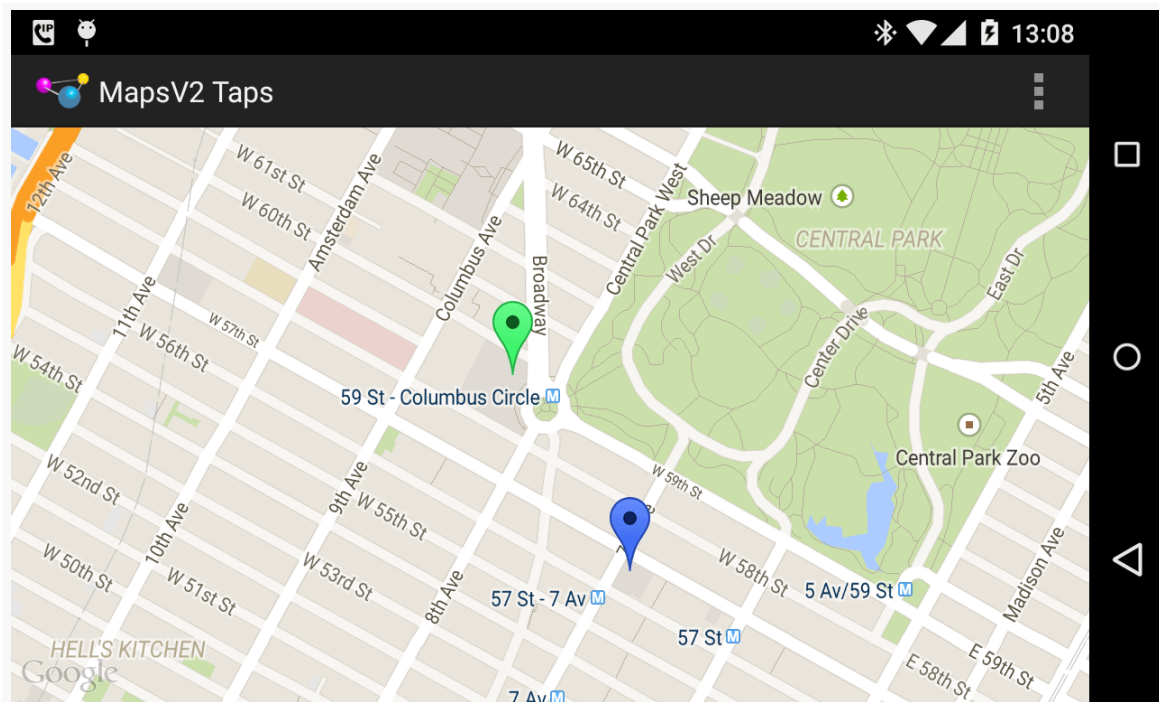 IP
13:08
MapsV2 Taps
W 61st St
W 65th St
12th Ave
Amsterdam Ave
Central Park West
W 60th St
W 64th St
Sheep Meadow
CENTRAL PARK
Columbus Ave
Broadway
West Dr
East Dr
11th Ave
W 57th St
W 56th St
Center Drive
W 54th St
5th Ave
59 St - Columbus Circle M
Central Park Zoo
W 52nd St
9th Ave
W 59th St
W 55th St
10th Ave
W 50th St
W 51st St
W 53rd St
8th Ave
W 58th St
Madison Ave
57 St - 7 Av M
5 Av/59 St M
57 St M
HELL'S KITCHEN
Google
E 58th St
E 59th St
7 Av M